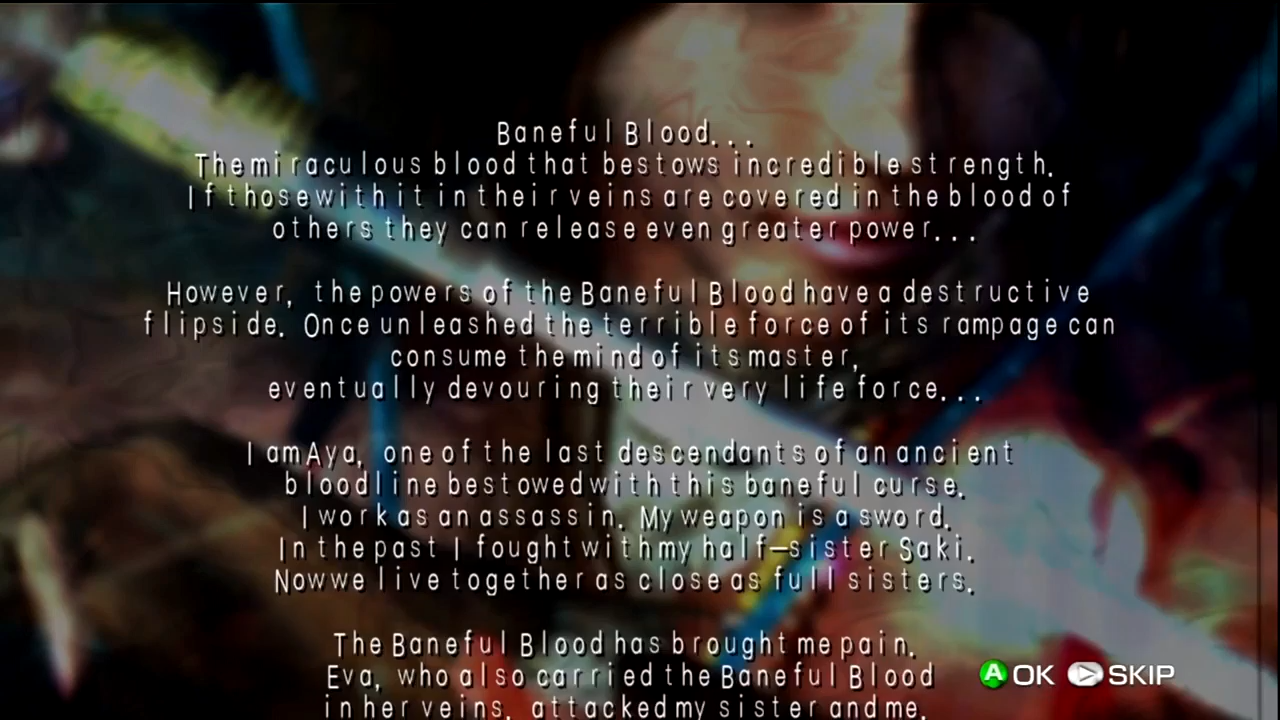 Baneful Blood...
The miraculous blood that bestows incredible strength.
If those with it in their veins are covered in the blood of
others they can release even greater power...
However, the powers of the Baneful Blood have a destructive
flipside. Once unleashed the terrible force of its rampage can
consume the mind of its master,
eventually devouring their very life force...
I am Aya, one of the last descendants of an ancient
bloodline bestowed with this baneful curse.
I work as an assassin. My weapon is a sword.
In the past I fought with my half-sister Saki.
Now we live together as close as full sisters.
The Baneful Blood has brought me pain.
Eva, who also carried the Baneful Blood
in her veins, attacked my sister and me.
A OK SKIP